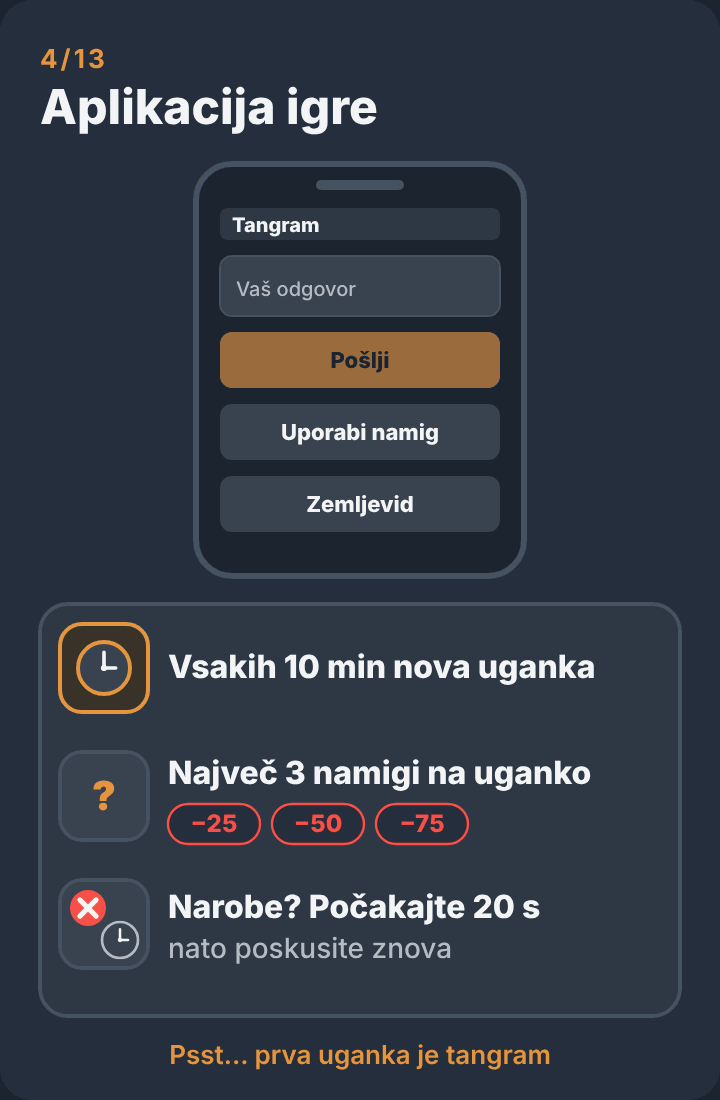 4/13
Aplikacija igre
Tangram
Vaš odgovor
Pošlji
Uporabi namig
Zemljevid
Vsakih 10 min nova uganka
?
Največ 3 namigi na uganko
−25 −50 −75
Narobe? Počakajte 20 s
nato poskusite znova
Psst... prva uganka je tangram